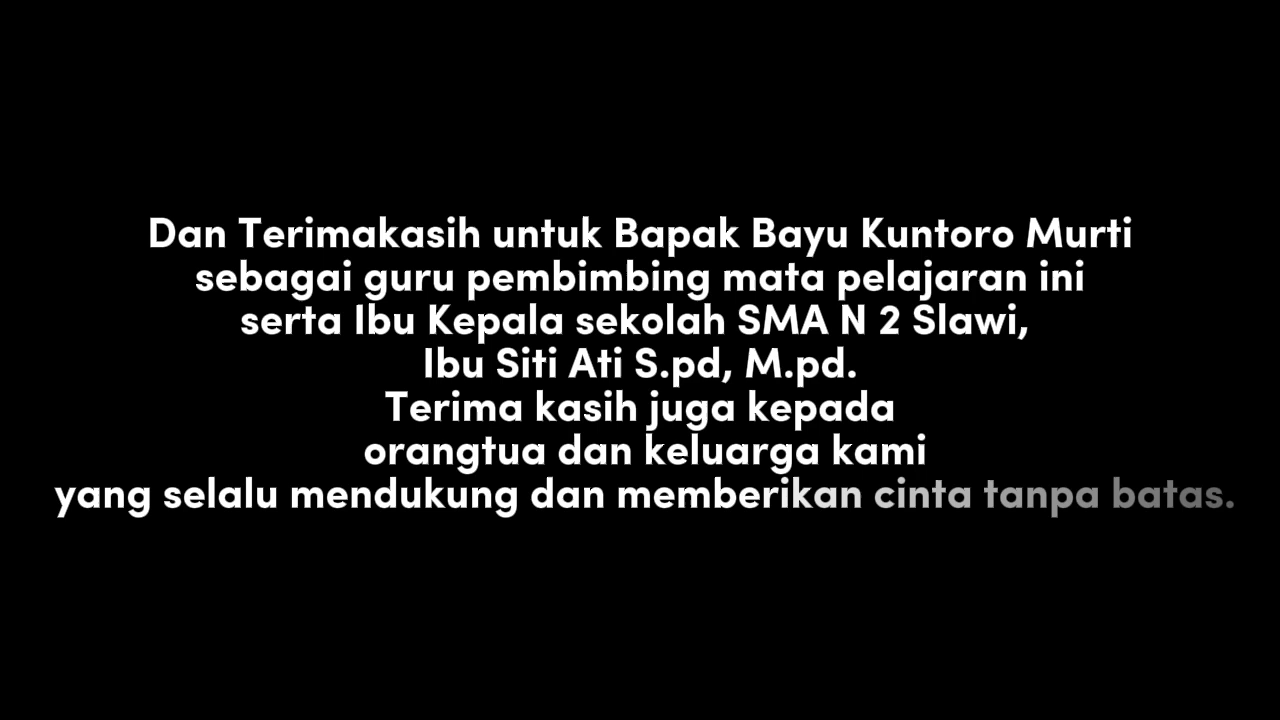 Dan Terimakasih untuk Bapak Bayu Kuntoro Murti
sebagai guru pembimbing mata pelajaran ini
serta Ibu Kepala sekolah SMA N 2 Slawi,
Ibu Siti Ati S.pd, M.pd.
Terima kasih juga kepada
orangtua dan keluarga kami
yang selalu mendukung dan memberikan cinta tanpa batas.